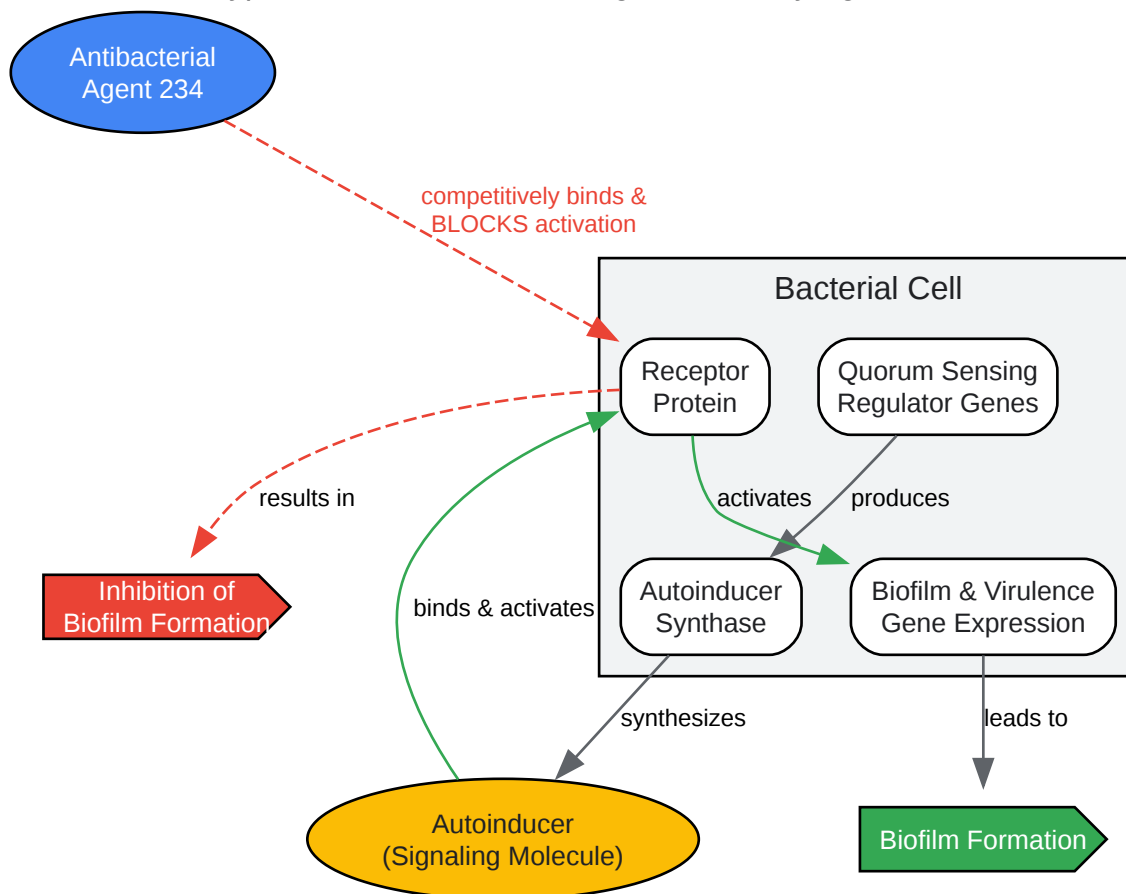 Antibacterial
Agent 234
competitively binds &
BLOCKS activation
Bacterial Cell
Receptor
Protein
Quorum Sensing
Regulator Genes
results in
activates
produces
Inhibition of
Biofilm Formation
binds & activates
Autoinducer
Synthase
Biofilm & Virulence
Gene Expression
synthesizes
leads to
Autoinducer
(Signaling Molecule)
Biofilm Formation